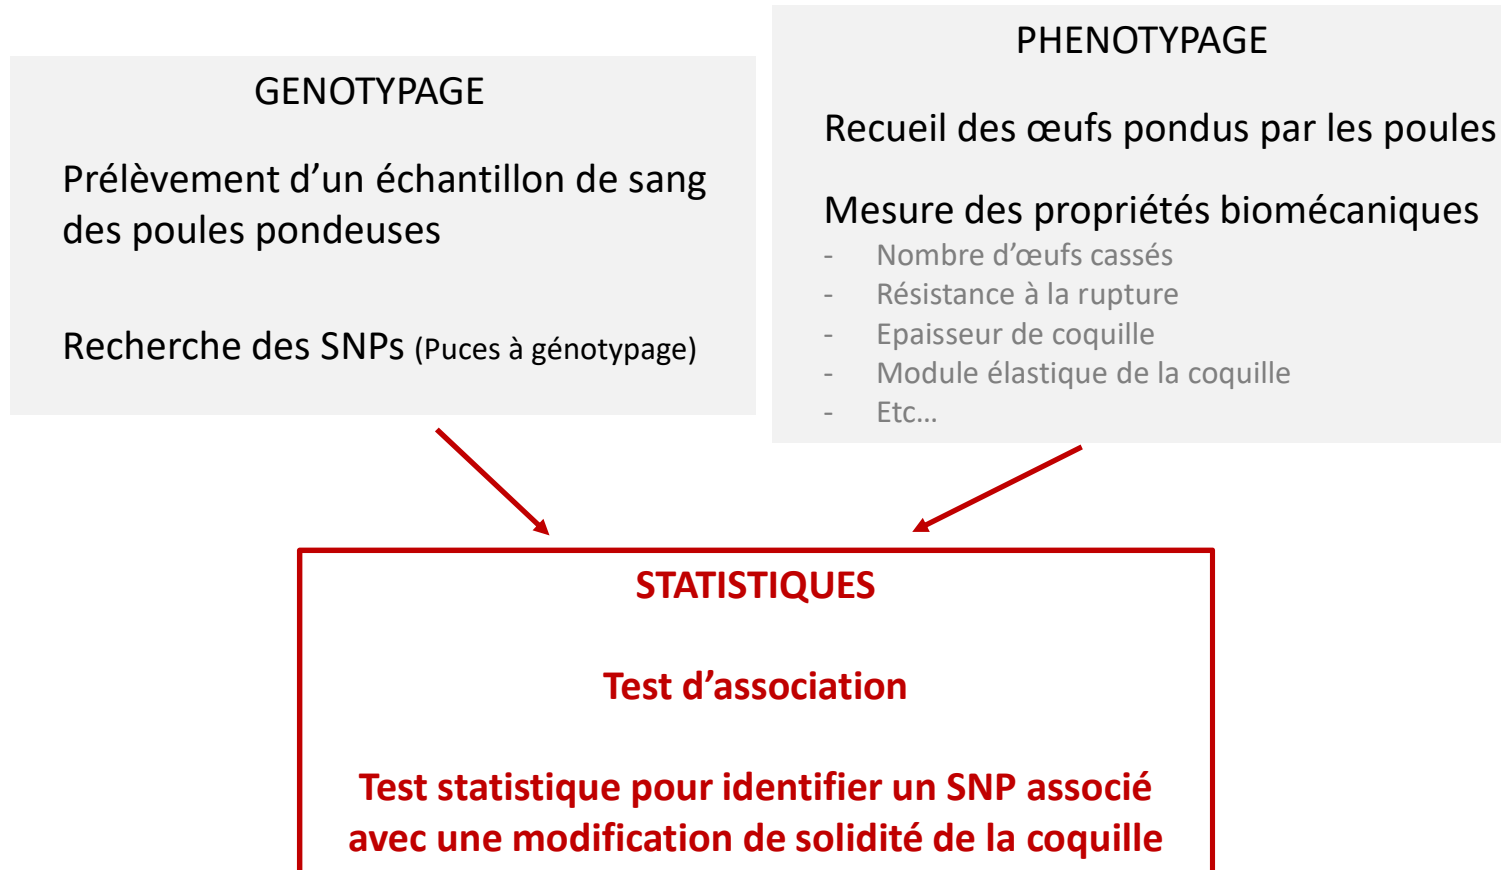 GENOTYPAGE
Prélèvement d’un échantillon de sang
des poules pondeuses
Recherche des SNPs (Puces à génotypage)
PHENOTYPAGE
Recueil des œufs pondus par les poules
Mesure des propriétés biomécaniques
- Nombre d’œufs cassés
- Résistance à la rupture
- Epaisseur de coquille
- Module élastique de la coquille
- Etc…
STATISTIQUES
Test d’association
Test statistique pour identifier un SNP associé
avec une modification de solidité de la coquille